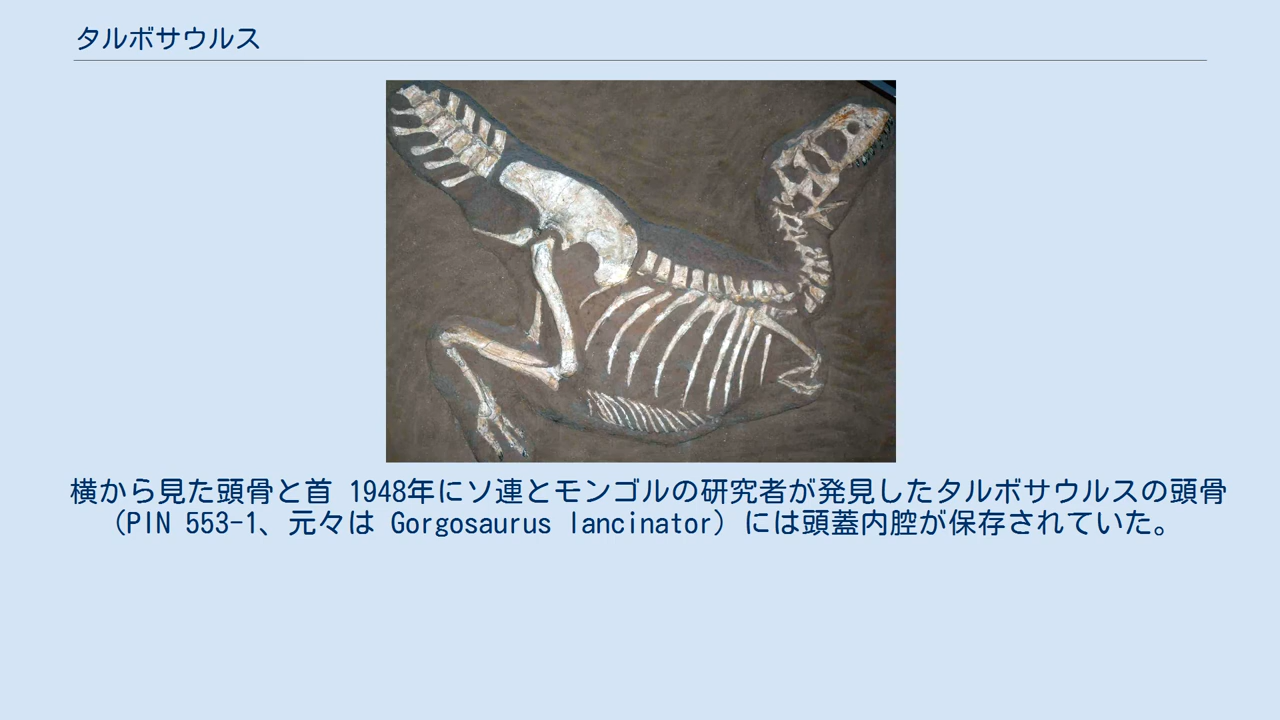 タルボサウルス
横から見た頭骨と首 1948年にソ連とモンゴルの研究者が発見したタルボサウルスの頭骨
（PIN 553-1、元々は Gorgosaurus lancinator）には頭蓋内腔が保存されていた。